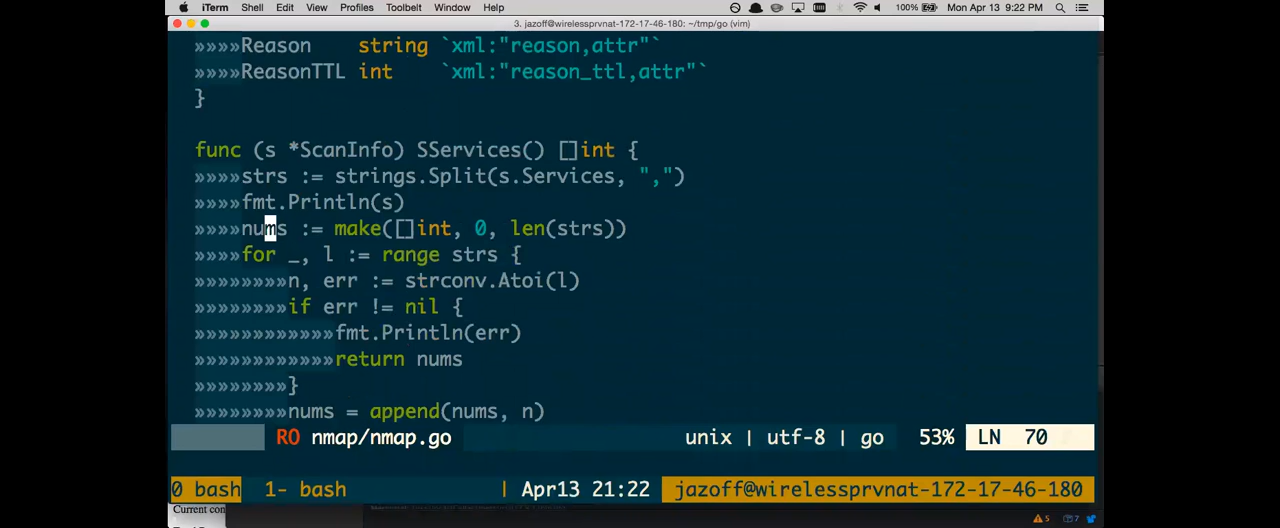 iTerm Shell Edit View Profiles Toolbelt Window Help 100% Mon Apr 13 9:22 PM
3. jazoff@wirelessprvnat-172-17-46-180: ~/tmp/go (vim)
»»»»Reason    string `xml:"reason,attr"`
»»»»ReasonTTL int    `xml:"reason_ttl,attr"`
}
func (s *ScanInfo) SServices() []int {
»»»»strs := strings.Split(s.Services, ",")
»»»»fmt.Println(s)
»»»»nums := make([]int, 0, len(strs))
»»»»for _, l := range strs {
»»»»»»»»n, err := strconv.Atoi(l)
»»»»»»»»if err != nil {
»»»»»»»»»»»»fmt.Println(err)
»»»»»»»»»»»»return nums
»»»»»»»»}
»»»»»»»»nums = append(nums, n)
RO nmap/nmap.go unix | utf-8 | go 53% LN 70
0 bash 1- bash | Apr13 21:22 jazoff@wirelessprvnat-172-17-46-180
Current con
5 7